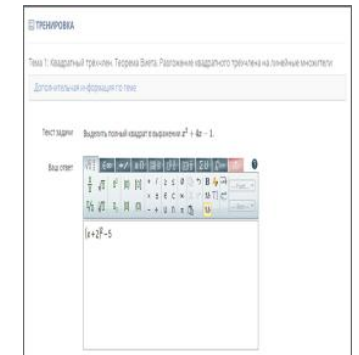 ТРЕНИРОВКА
Тема 1: Квадратный трёхчлен. Теорема Виета. Разложение квадратного трёхчлена на линейные множители
Дополнительная информация по теме
Текст задачи Выделить полный квадрат в выражении x² + 4x − 1.
Ваш ответ
(x+2)²−5